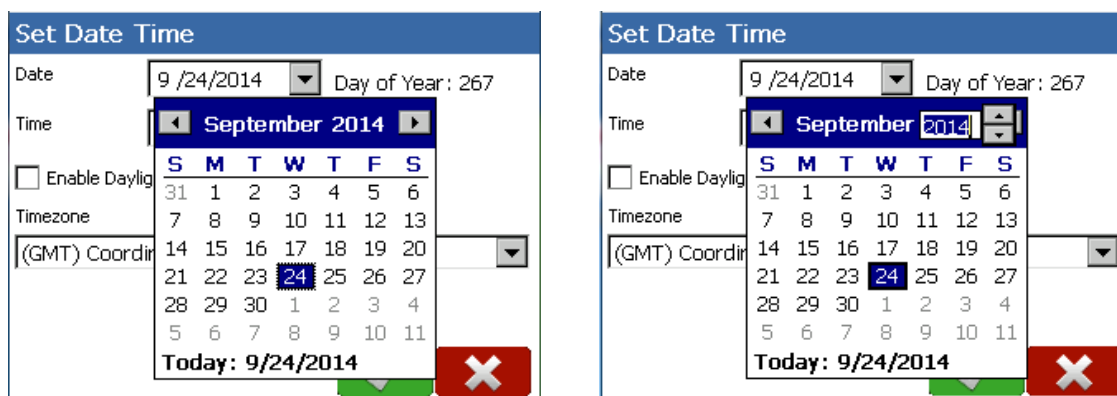 Set Date Time
Date 9 /24/2014 Day of Year: 267
Time September 2014
S M T W T F S
Enable Daylig 31 1 2 3 4 5 6
Timezone 7 8 9 10 11 12 13
(GMT) Coordin 14 15 16 17 18 19 20
21 22 23 24 25 26 27
28 29 30 1 2 3 4
5 6 7 8 9 10 11
Today: 9/24/2014
Set Date Time
Date 9 /24/2014 Day of Year: 267
Time September 2014
S M T W T F S
Enable Daylig 31 1 2 3 4 5 6
Timezone 7 8 9 10 11 12 13
(GMT) Coordin 14 15 16 17 18 19 20
21 22 23 24 25 26 27
28 29 30 1 2 3 4
5 6 7 8 9 10 11
Today: 9/24/2014